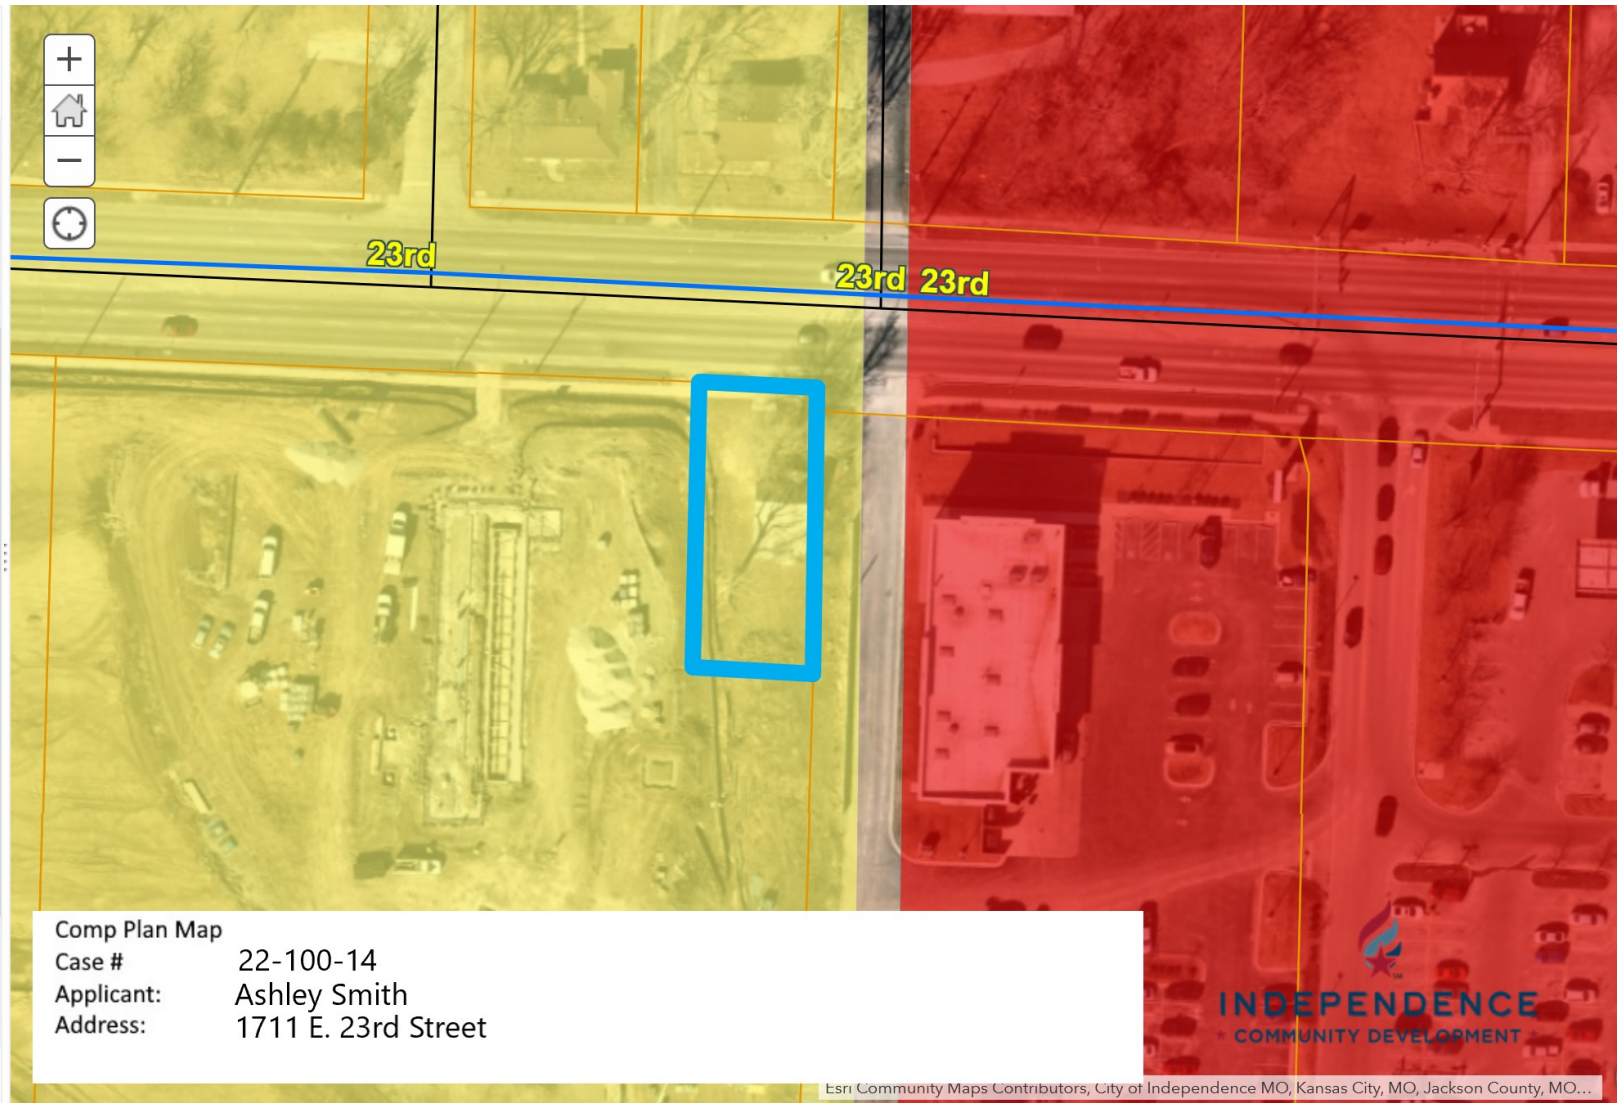 +
−
23rd
23rd 23rd
Comp Plan Map
Case # 22-100-14
Applicant: Ashley Smith
Address: 1711 E. 23rd Street
INDEPENDENCE
COMMUNITY DEVELOPMENT
Esri Community Maps Contributors, City of Independence MO, Kansas City, MO, Jackson County, MO...